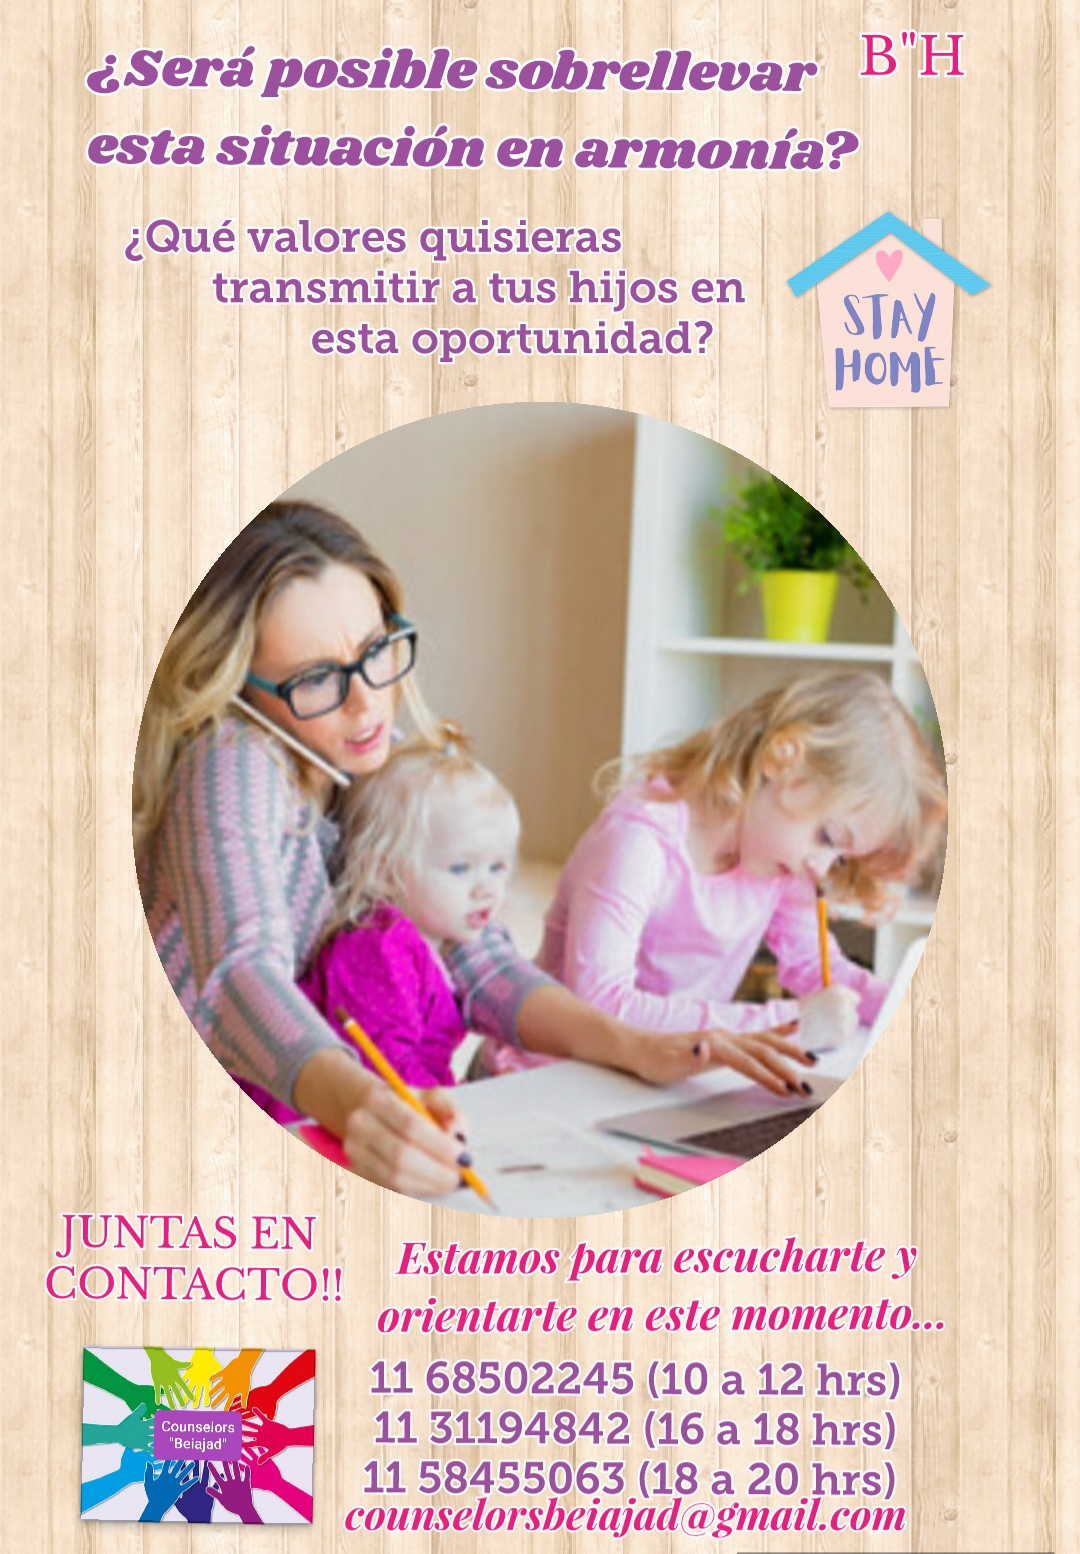 B"H
¿Será posible sobrellevar
esta situación en armonía?
¿Qué valores quisieras
transmitir a tus hijos en
esta oportunidad?
STAY
HOME
JUNTAS EN
CONTACTO!!
Estamos para escucharte y
orientarte en este momento...
Counselors
"Beiajad"
11 68502245 (10 a 12 hrs)
11 31194842 (16 a 18 hrs)
11 58455063 (18 a 20 hrs)
counselorsbeiajad@gmail.com